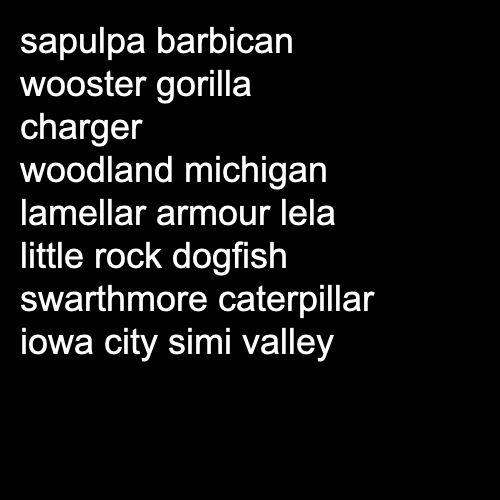 sapulpa barbican
wooster gorilla
charger
woodland michigan
lamellar armour lela
little rock dogfish
swarthmore caterpillar
iowa city simi valley